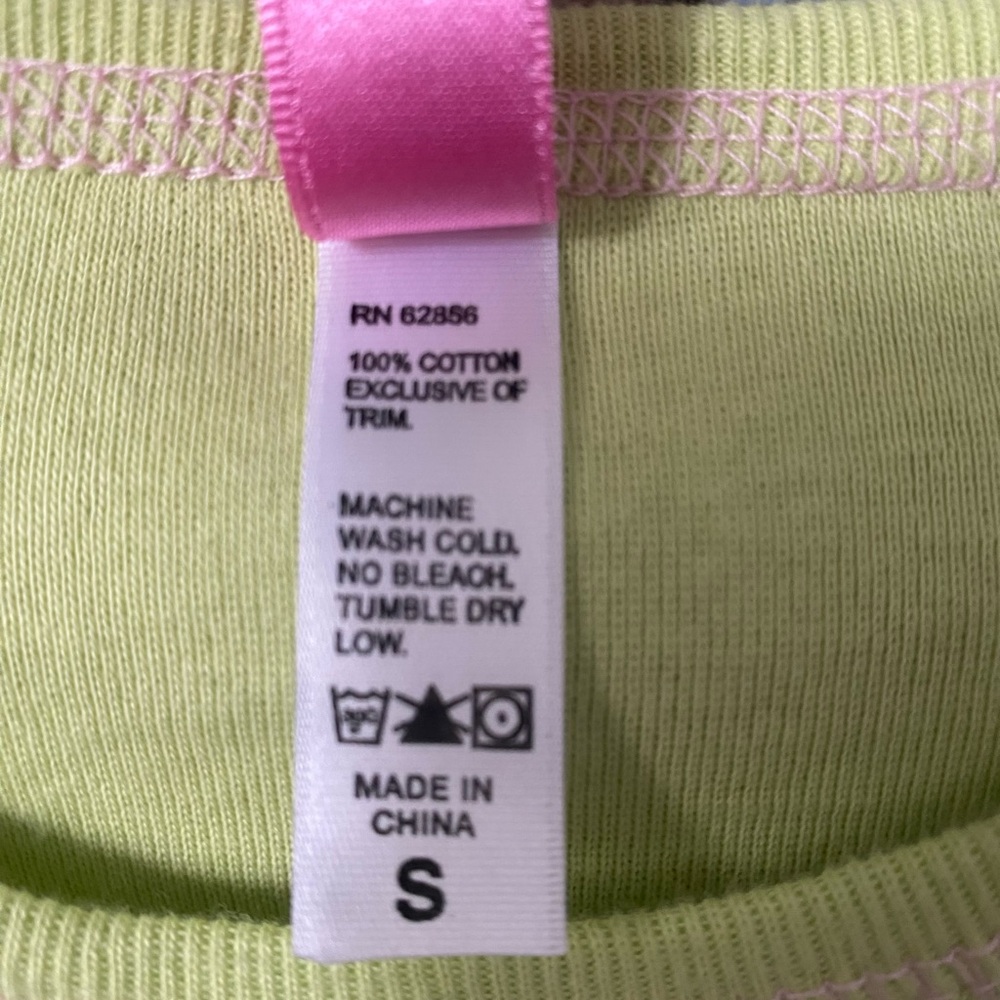 RN 62856
100% COTTON
EXCLUSIVE OF
TRIM.
MACHINE
WASH COLD.
NO BLEACH.
TUMBLE DRY
LOW.
MADE IN
CHINA
S